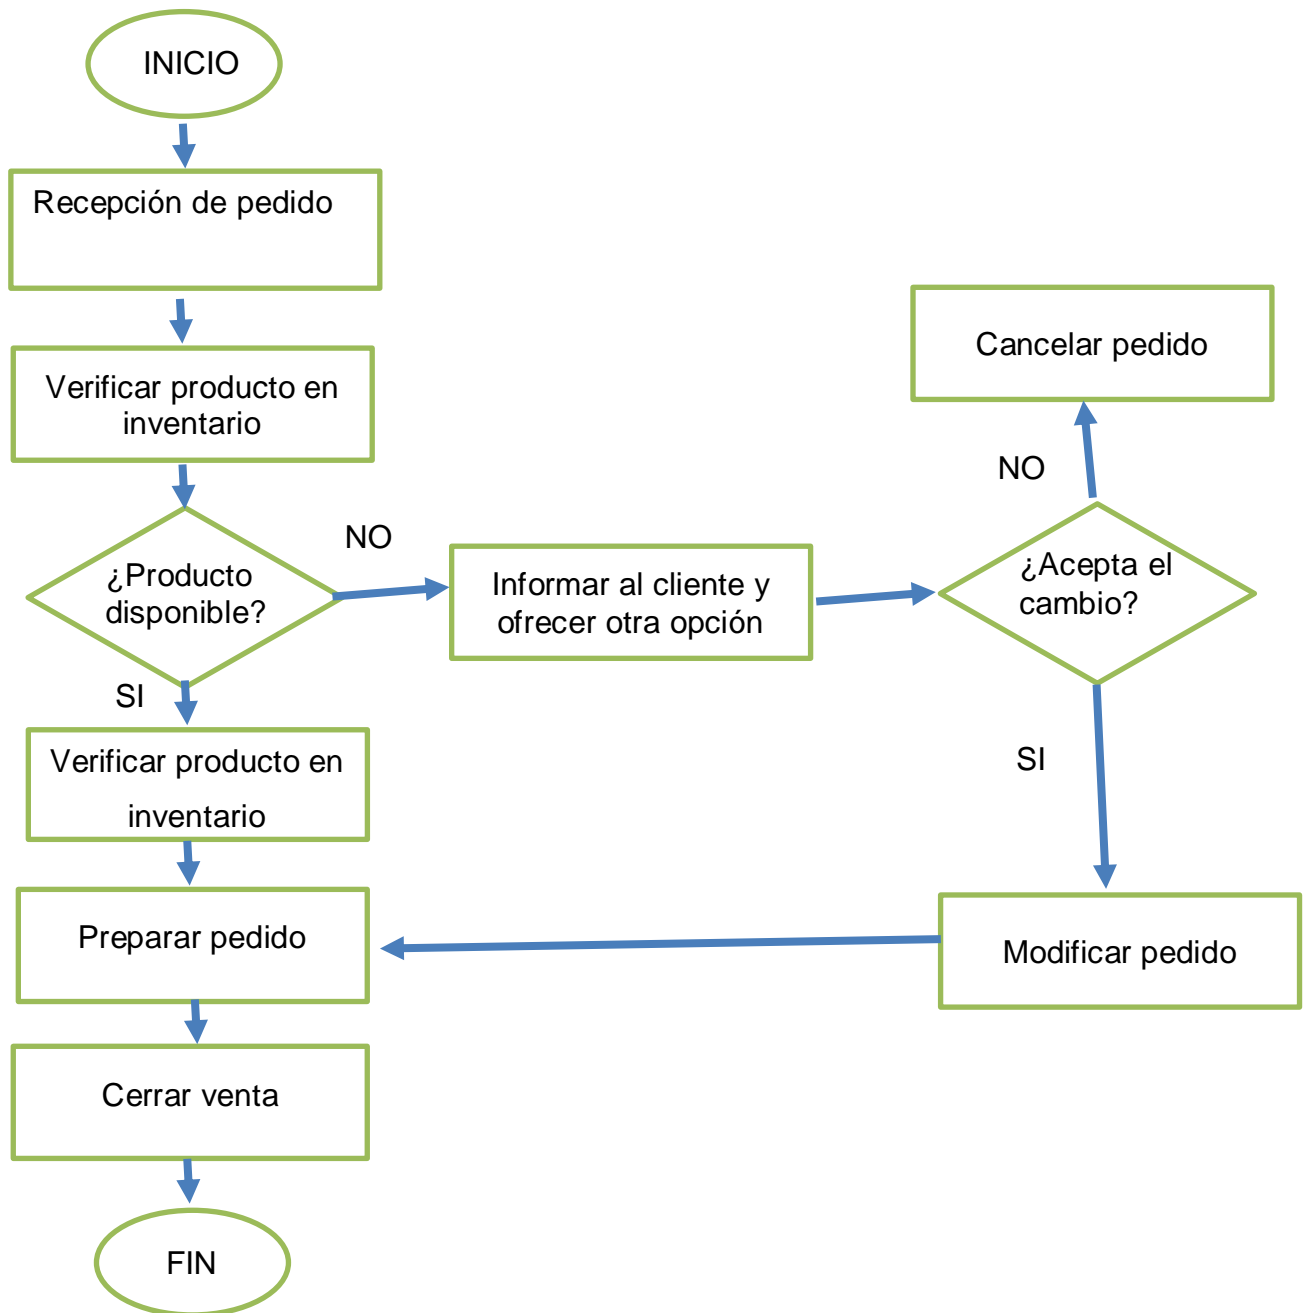 INICIO
Recepción de pedido
Verificar producto en
inventario
Cancelar pedido
NO
NO
¿Producto
disponible?
Informar al cliente y
ofrecer otra opción
¿Acepta el
cambio?
SI
SI
Verificar producto en
inventario
Preparar pedido
Modificar pedido
Cerrar venta
FIN